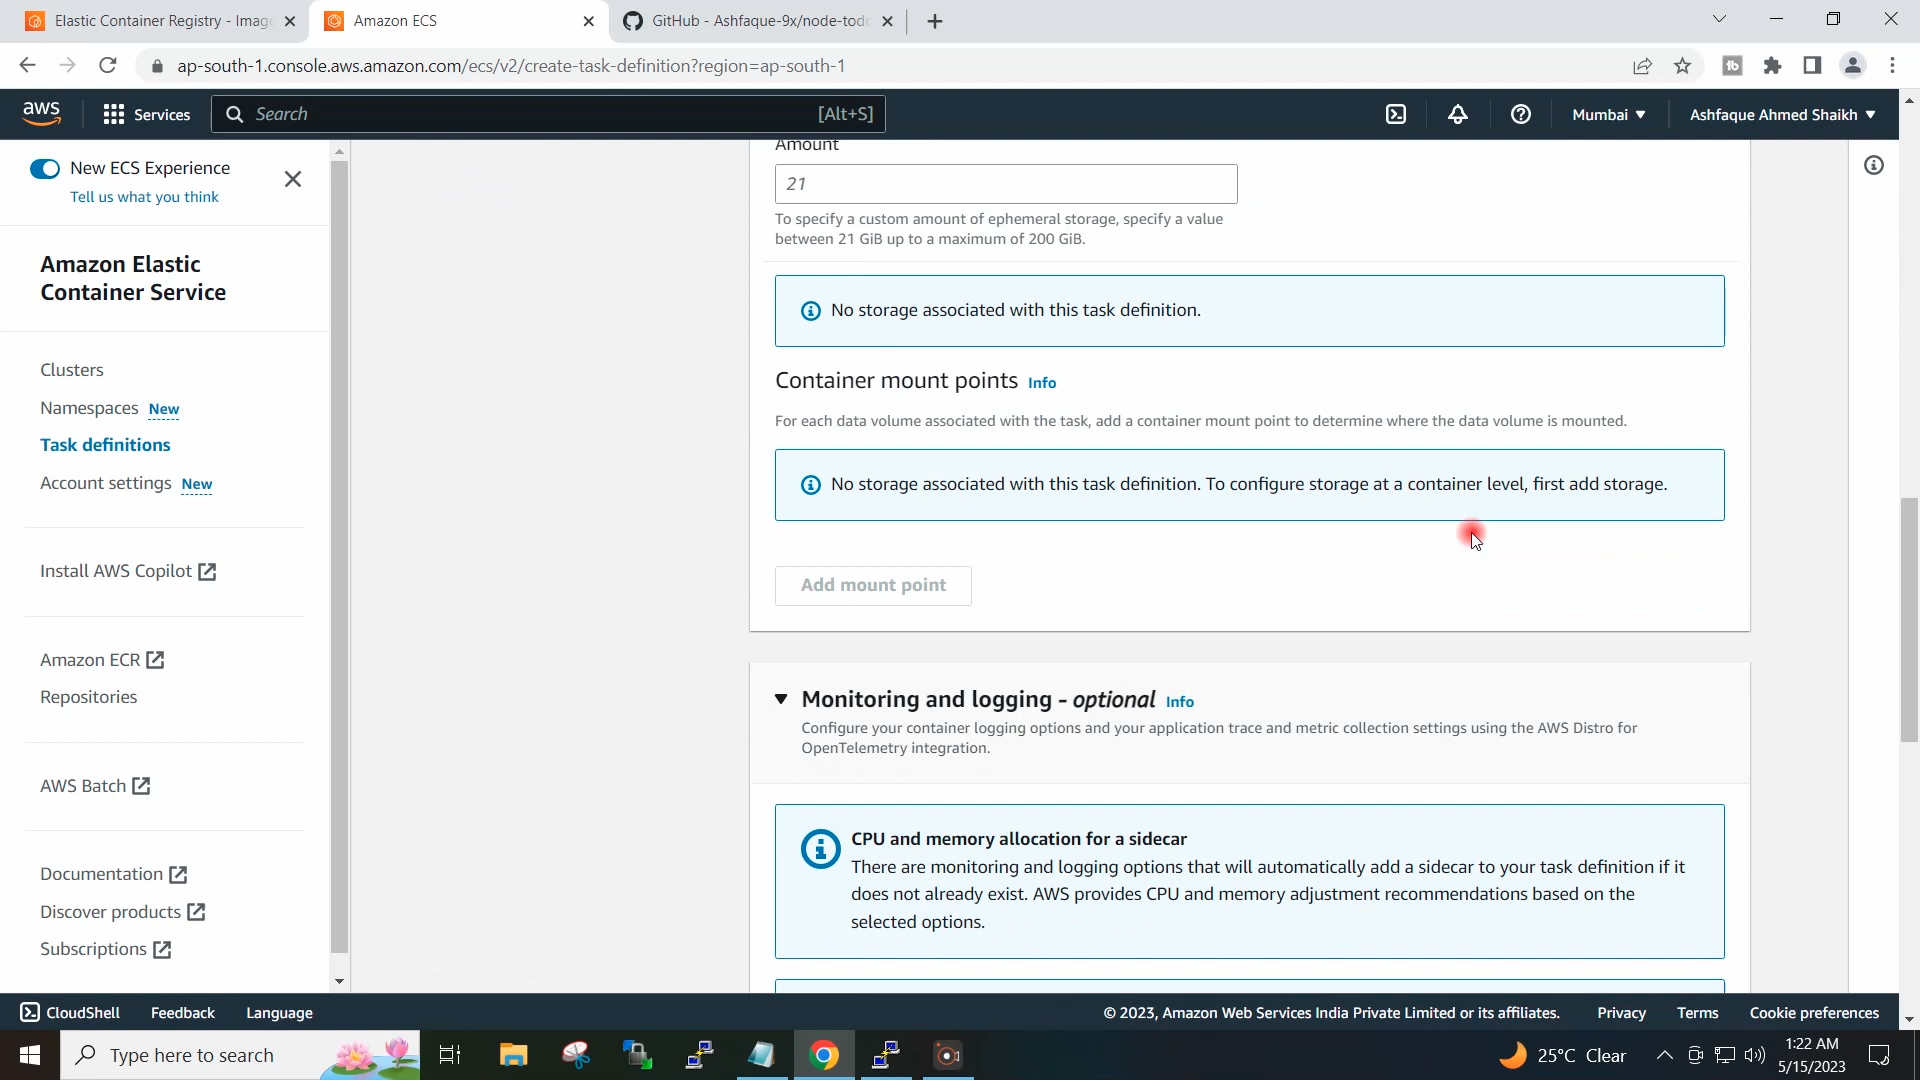 Elastic Container Registry - Imag
Amazon ECS
GitHub - Ashfaque-9x/node-todo
ap-south-1.console.aws.amazon.com/ecs/v2/create-task-definition?region=ap-south-1
aws
Services
Search
[Alt+S]
Mumbai
Ashfaque Ahmed Shaikh
New ECS Experience
Tell us what you think
Amazon Elastic
Container Service
Clusters
Namespaces New
Task definitions
Account settings New
Install AWS Copilot
Amazon ECR
Repositories
AWS Batch
Documentation
Discover products
Subscriptions
Amount
21
To specify a custom amount of ephemeral storage, specify a value
between 21 GiB up to a maximum of 200 GiB.
No storage associated with this task definition.
Container mount points Info
For each data volume associated with the task, add a container mount point to determine where the data volume is mounted.
No storage associated with this task definition. To configure storage at a container level, first add storage.
Add mount point
Monitoring and logging - optional Info
Configure your container logging options and your application trace and metric collection settings using the AWS Distro for
OpenTelemetry integration.
CPU and memory allocation for a sidecar
There are monitoring and logging options that will automatically add a sidecar to your task definition if it
does not already exist. AWS provides CPU and memory adjustment recommendations based on the
selected options.
CloudShell
Feedback
Language
© 2023, Amazon Web Services India Private Limited or its affiliates.
Privacy
Terms
Cookie preferences
Type here to search
25°C Clear
1:22 AM
5/15/2023